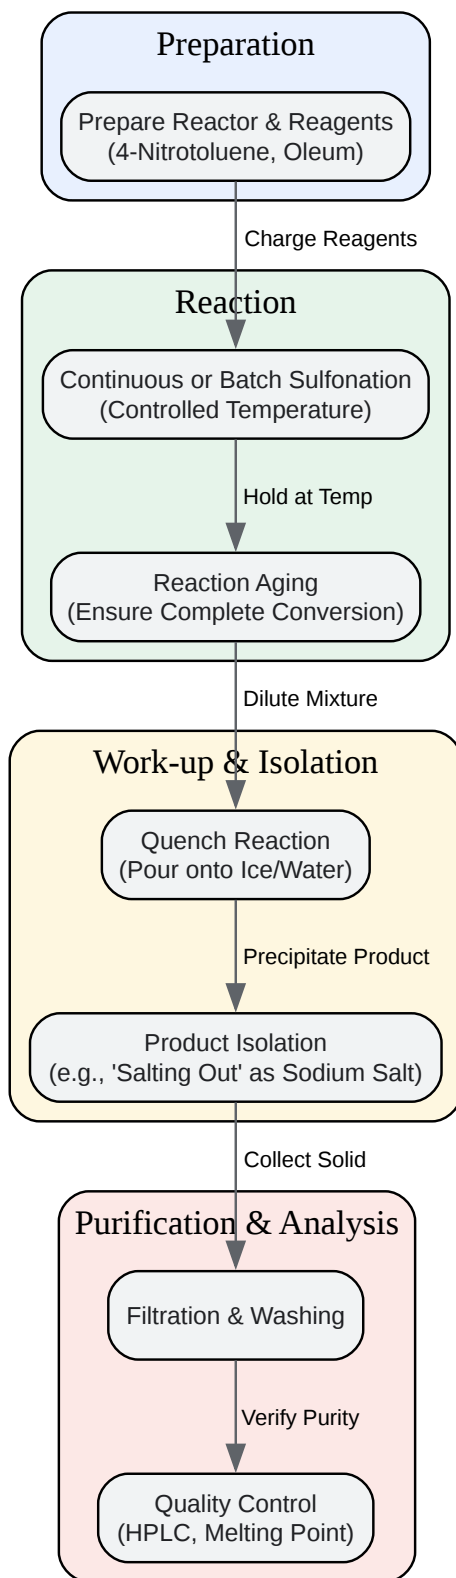 Preparation
Prepare Reactor & Reagents
(4-Nitrotoluene, Oleum)
Charge Reagents
Reaction
Continuous or Batch Sulfonation
(Controlled Temperature)
Hold at Temp
Reaction Aging
(Ensure Complete Conversion)
Dilute Mixture
Work-up & Isolation
Quench Reaction
(Pour onto Ice/Water)
Precipitate Product
Product Isolation
(e.g., 'Salting Out' as Sodium Salt)
Collect Solid
Purification & Analysis
Filtration & Washing
Verify Purity
Quality Control
(HPLC, Melting Point)